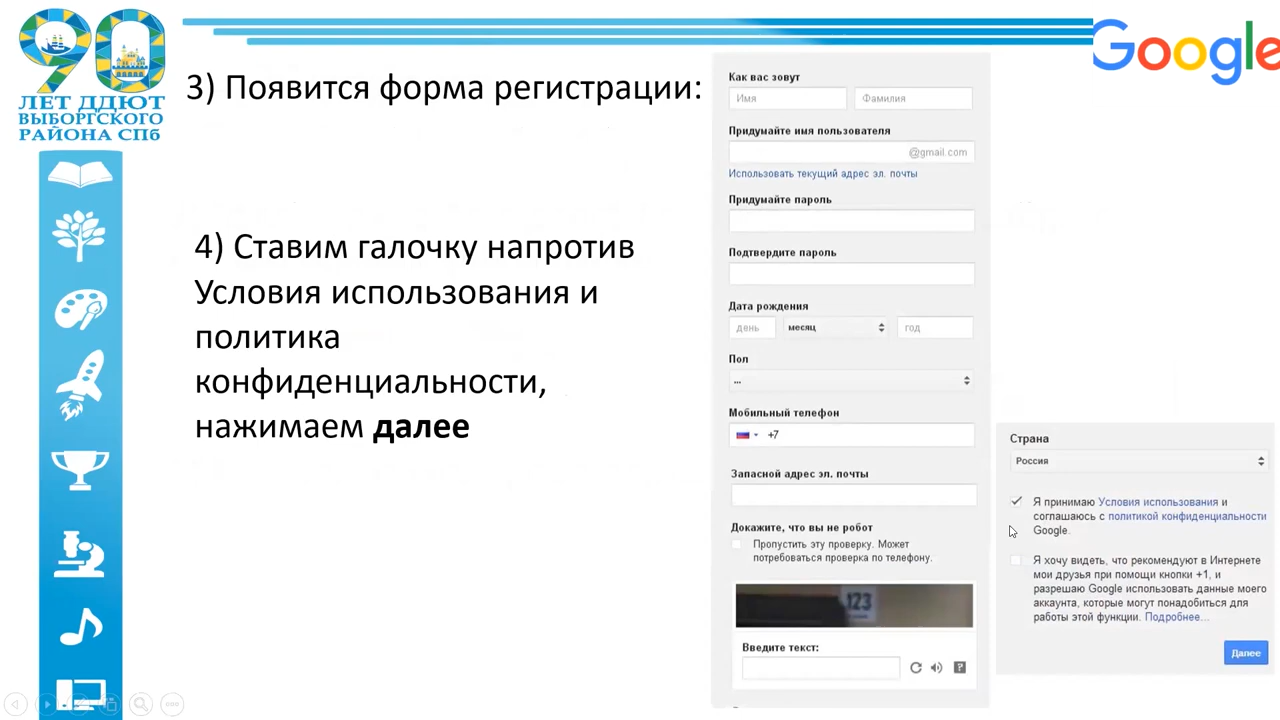 90
ЛЕТ ДДЮТ
ВЫБОРГСКОГО
РАЙОНА СПб
Google
3) Появится форма регистрации:
4) Ставим галочку напротив
Условия использования и
политика
конфиденциальности,
нажимаем далее
Как вас зовут
Имя
Фамилия
Придумайте имя пользователя
@gmail.com
Использовать текущий адрес эл. почты
Придумайте пароль
Подтвердите пароль
Дата рождения
день
месяц
год
Пол
...
Мобильный телефон
+7
Запасной адрес эл. почты
Докажите, что вы не робот
Пропустить эту проверку. Может
потребоваться проверка по телефону.
123
Введите текст:
Страна
Россия
Я принимаю Условия использования и
соглашаюсь с политикой конфиденциальности
Google.
Я хочу видеть, что рекомендуют в Интернете
мои друзья при помощи кнопки +1, и
разрешаю Google использовать данные моего
аккаунта, которые могут понадобиться для
работы этой функции. Подробнее...
Далее